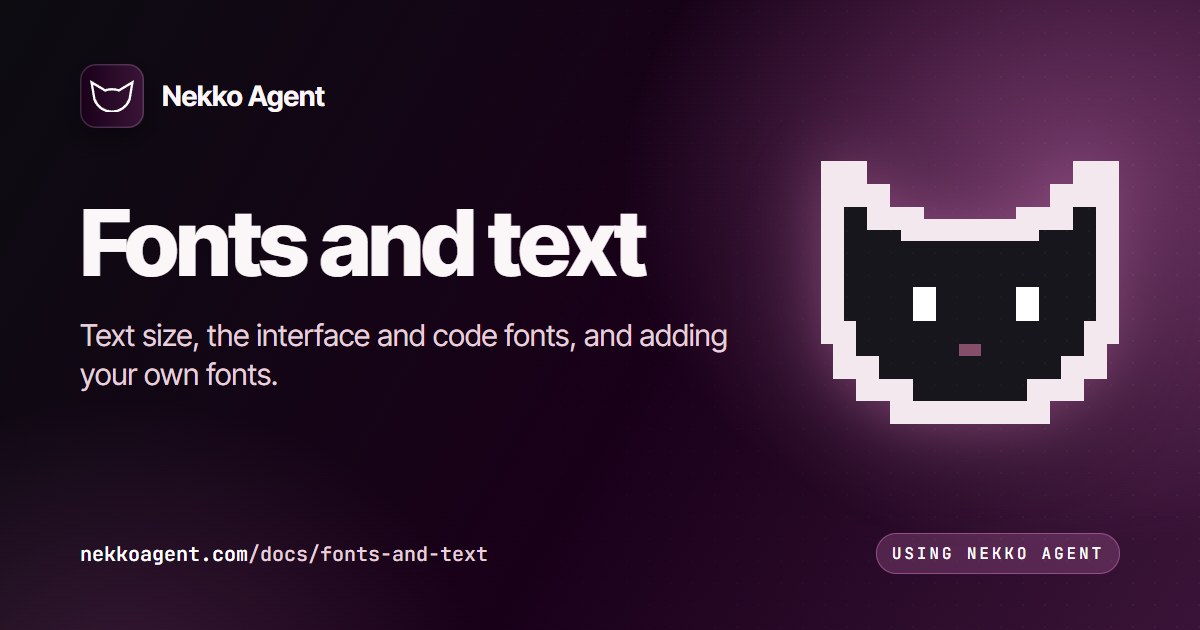 Nekko Agent
Fonts and text
Text size, the interface and code fonts, and adding
your own fonts.
nekkoagent.com/docs/fonts-and-text
USING NEKKO AGENT